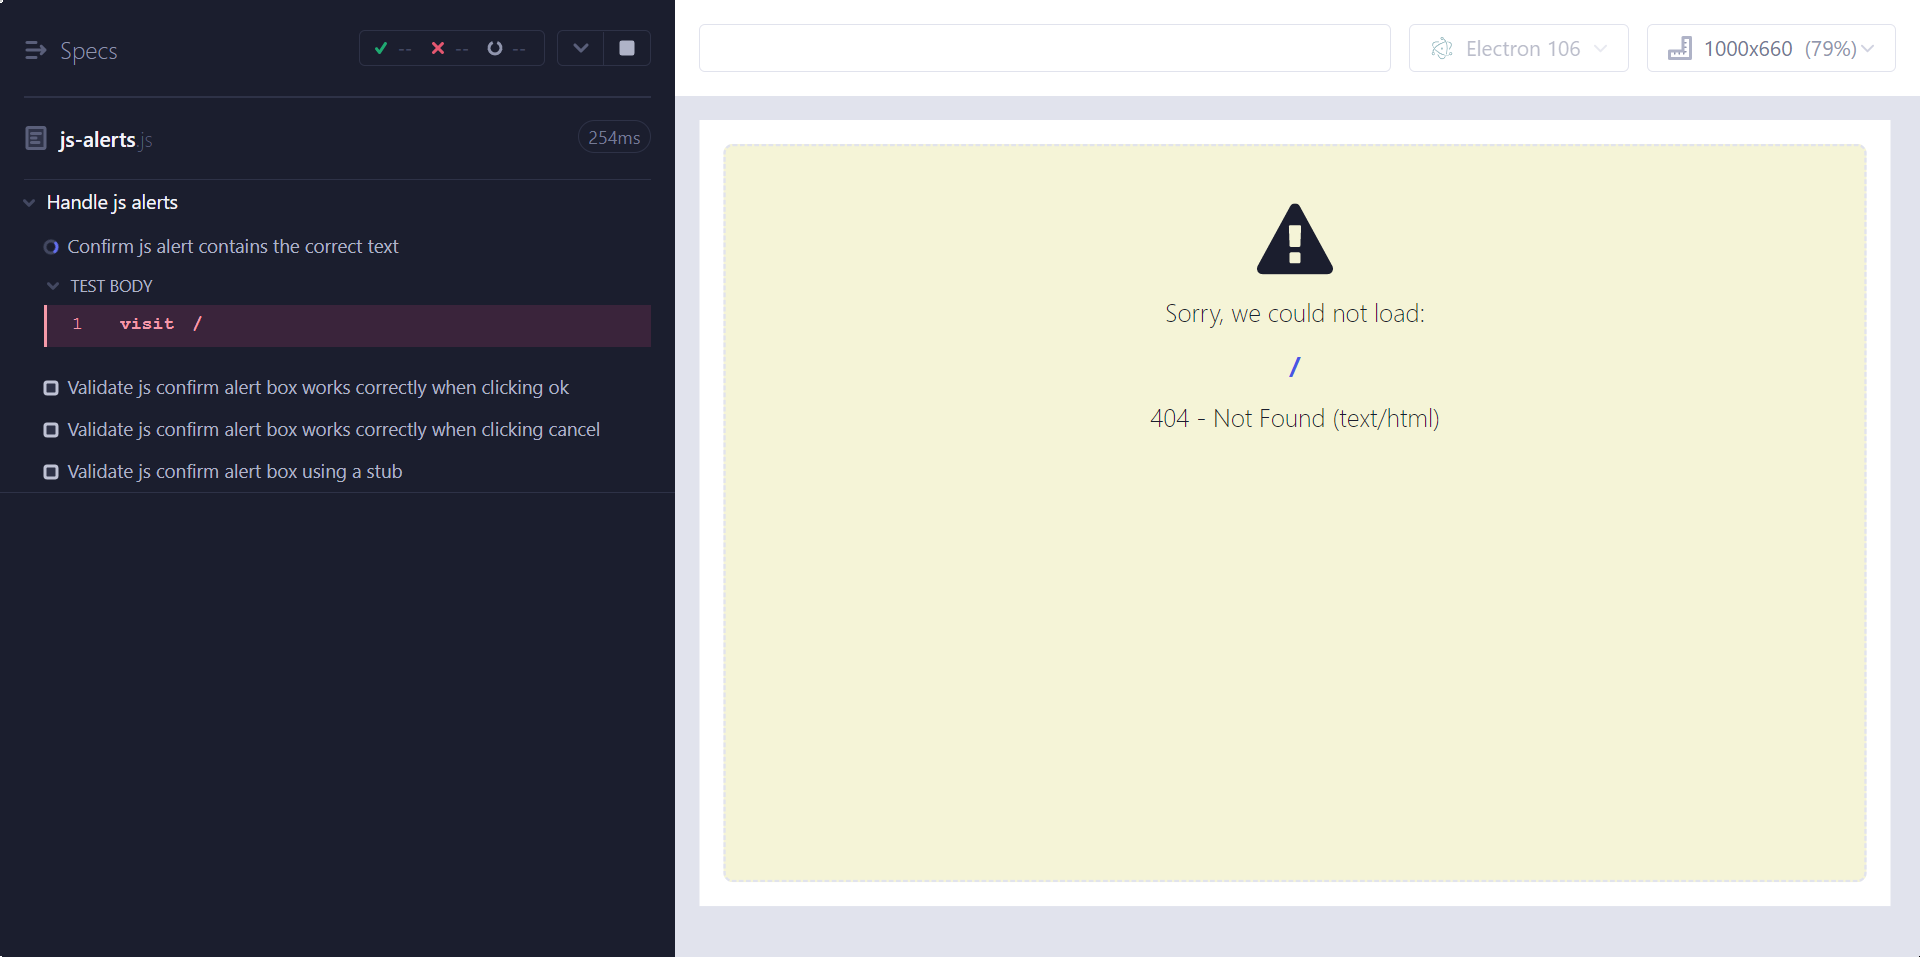 Specs
--
--
--
js-alerts.js
254ms
Handle js alerts
Confirm js alert contains the correct text
TEST BODY
1 visit /
Validate js confirm alert box works correctly when clicking ok
Validate js confirm alert box works correctly when clicking cancel
Validate js confirm alert box using a stub
Electron 106
1000x660 (79%)
Sorry, we could not load:
/
404 - Not Found (text/html)